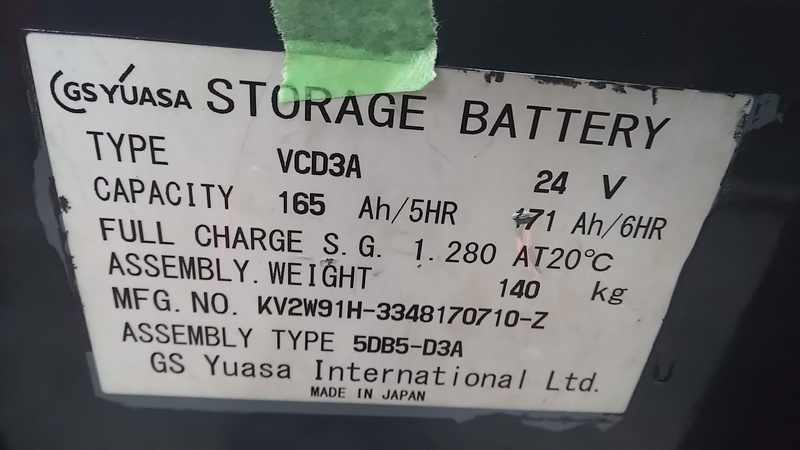 GS YUASA STORAGE BATTERY
TYPE VCD3A 24 V
CAPACITY 165 Ah/5HR 171 Ah/6HR
FULL CHARGE S.G. 1.280 AT20℃
ASSEMBLY.WEIGHT 140 kg
MFG.NO. KV2W91H-3348170710-Z
ASSEMBLY TYPE 5DB5-D3A
GS Yuasa International Ltd.
MADE IN JAPAN